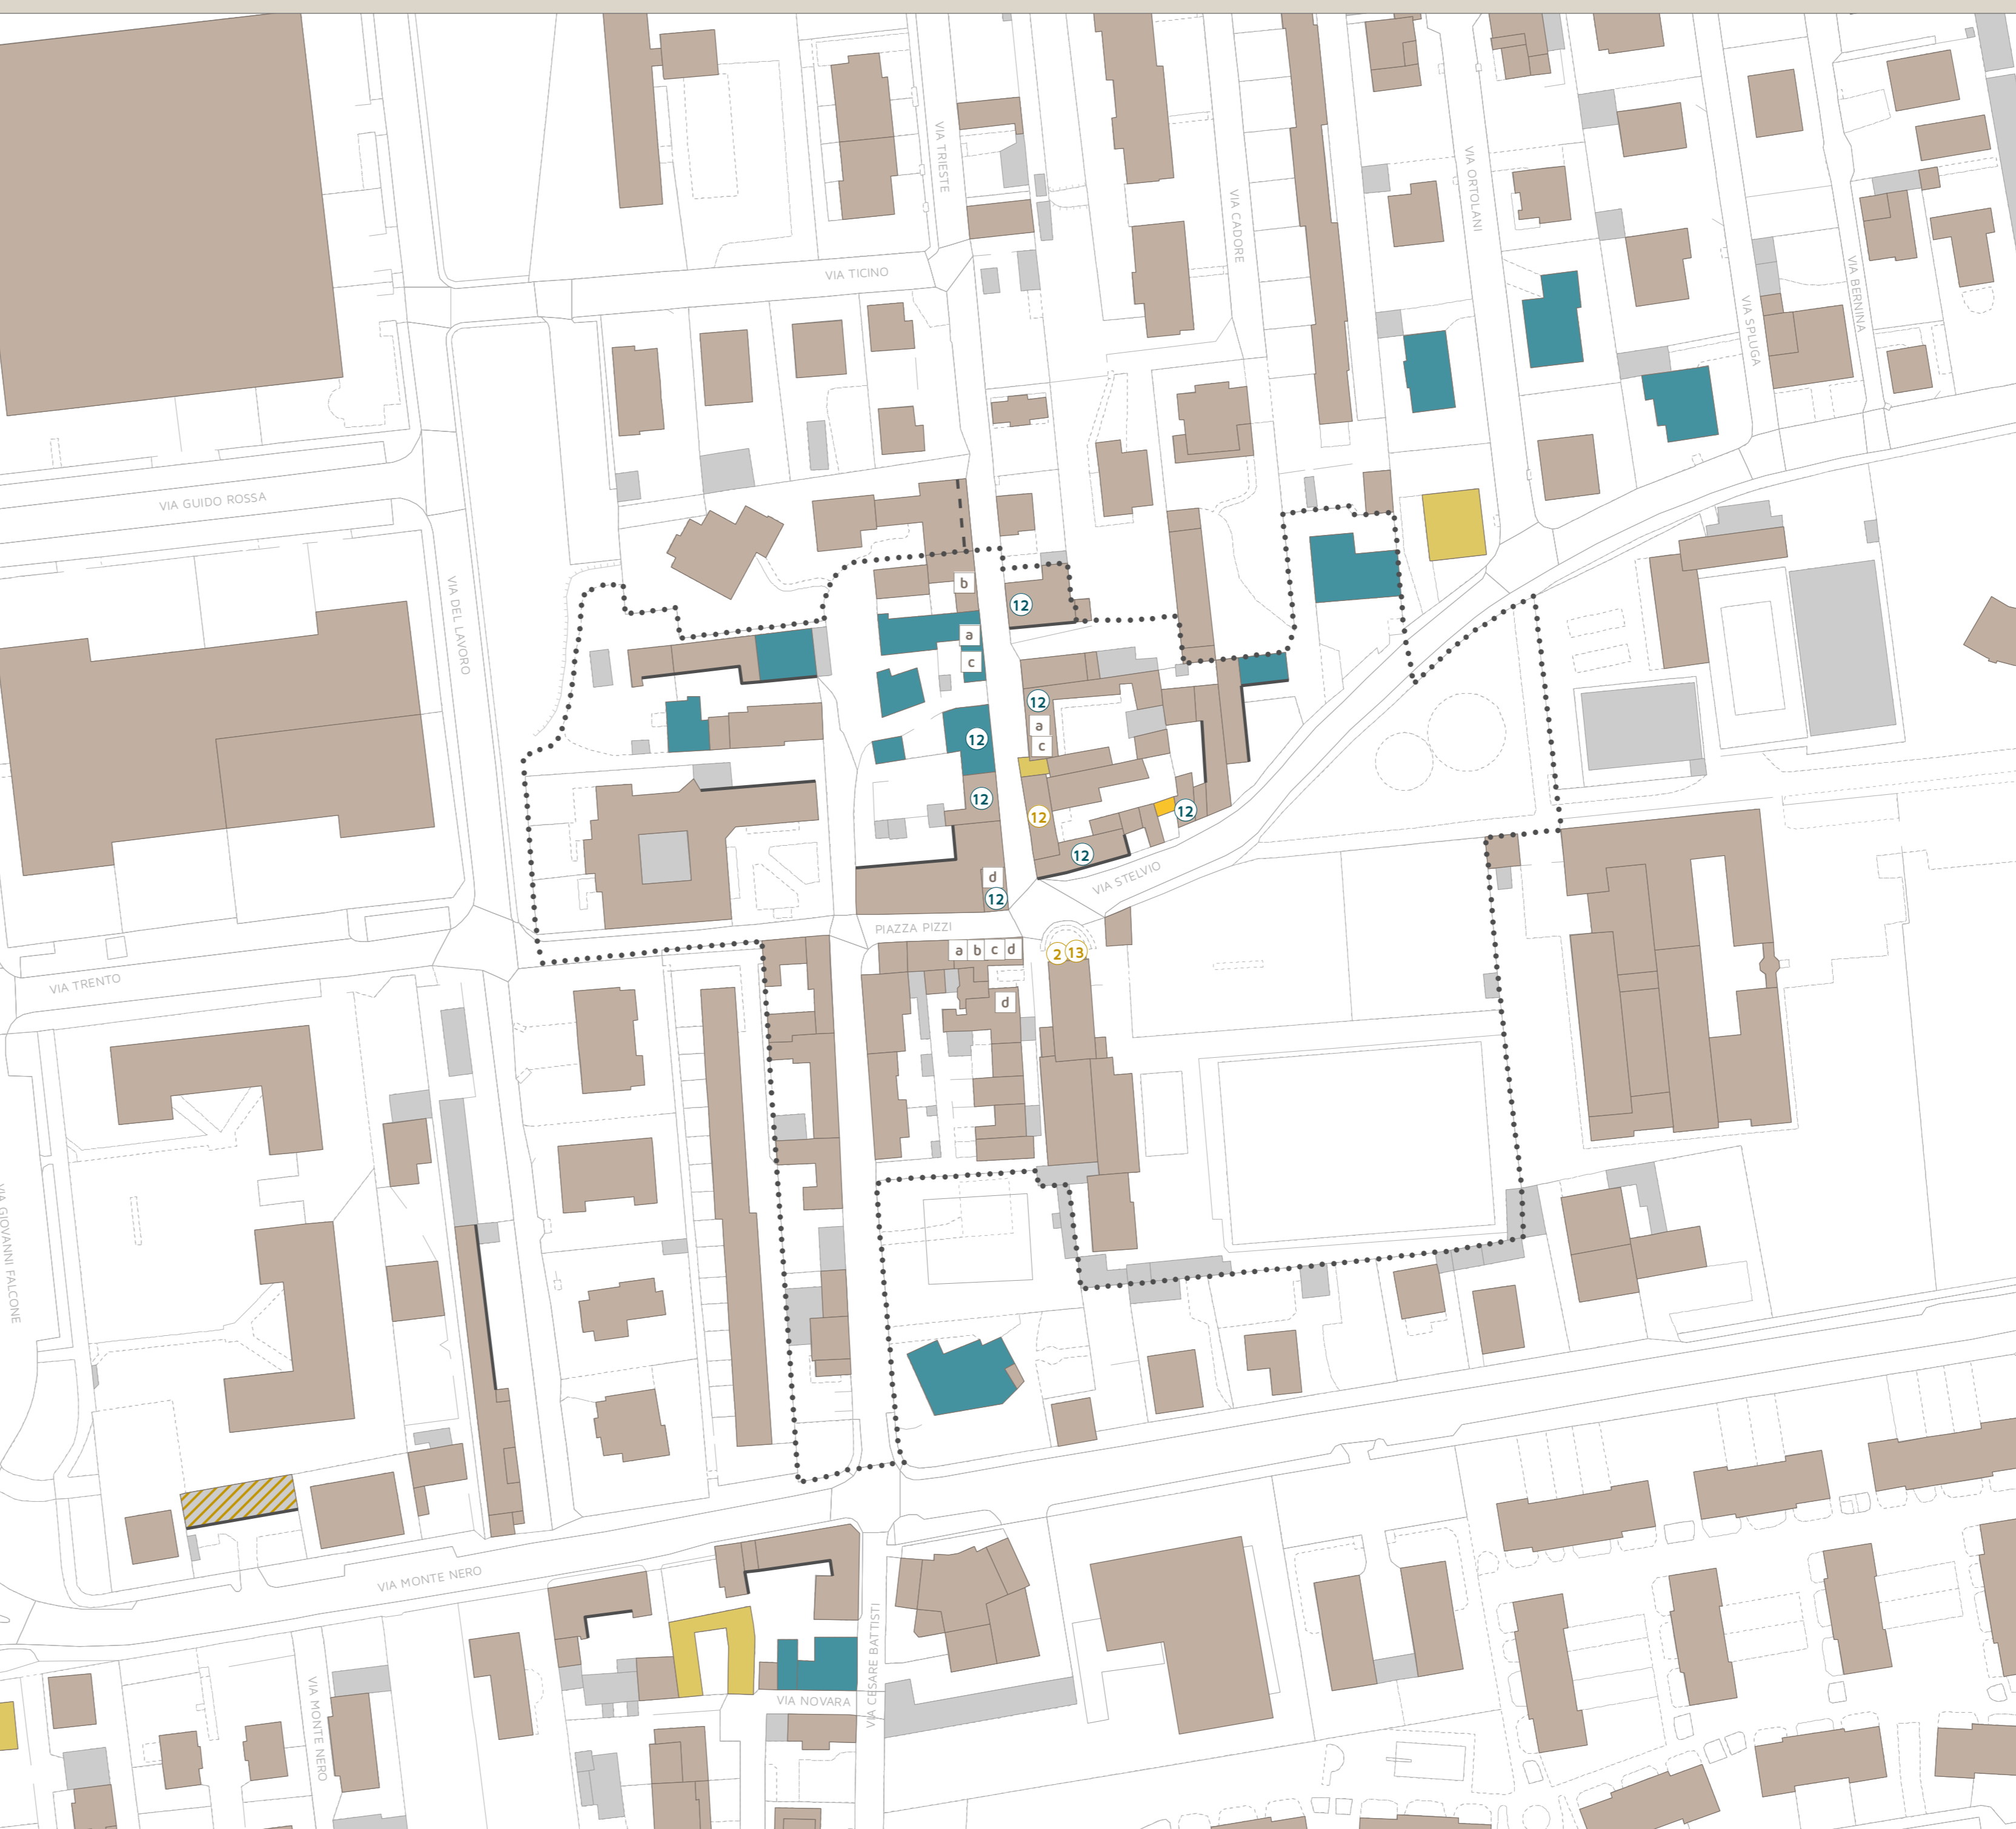 VIA TRIESTE
VIA ORTOLANI
VIA CADORE
VIA TICINO
VIA BERNINA
VIA SPLUGA
VIA GUIDO ROSSA
VIA DEL LAVORO
b
12
a
c
12
a
c
12
12
12
12
12
d
12
VIA STELVIO
PIAZZA PIZZI
a b c d
2 13
VIA TRENTO
d
VIA GIOVANNI FALCONE
VIA MONTE NERO
VIA CESARE BATTISTI
VIA NOVARA
VIA MONTE NERO